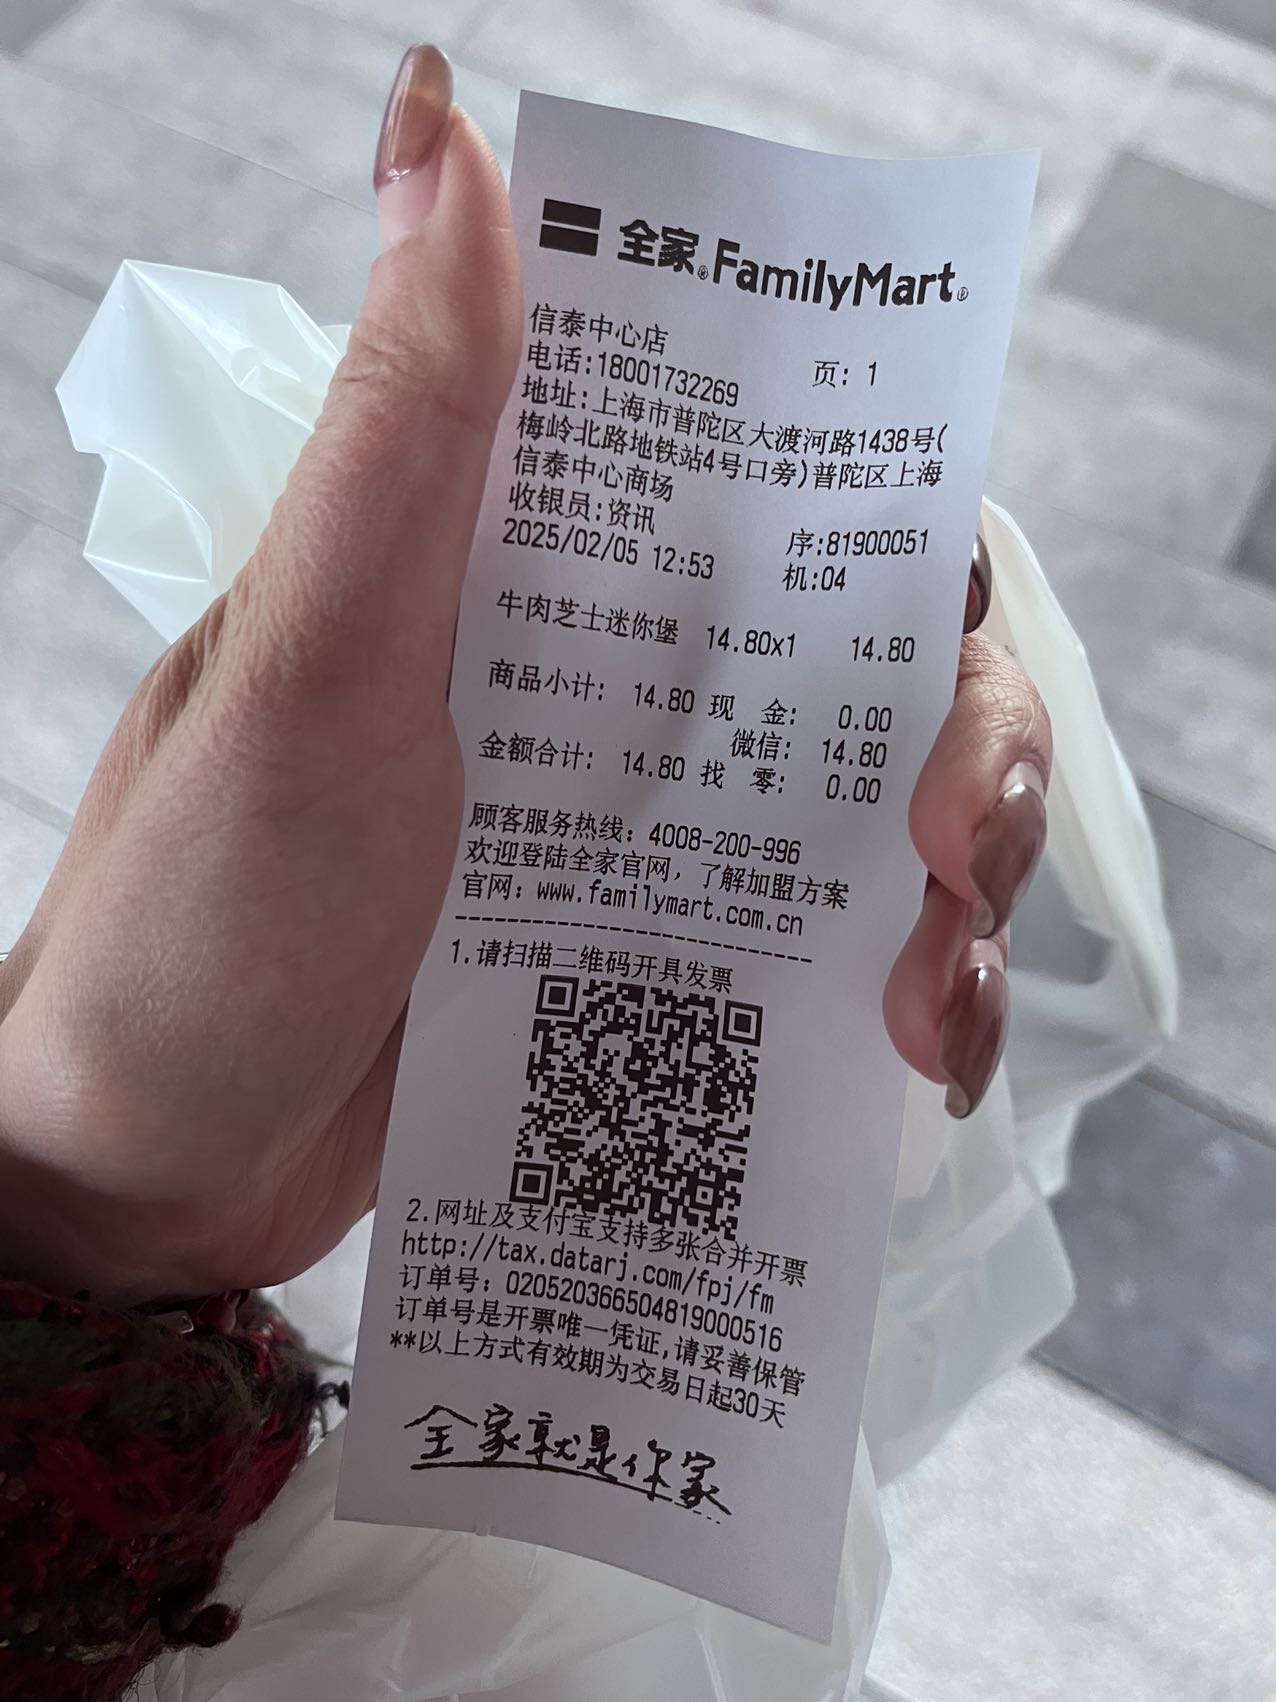 全家® FamilyMart®
信泰中心店
电话:18001732269 页: 1
地址:上海市普陀区大渡河路1438号(
梅岭北路地铁站4号口旁)普陀区上海
信泰中心商场
收银员:资讯 序:81900051
2025/02/05 12:53 机:04
牛肉芝士迷你堡 14.80x1 14.80
商品小计: 14.80 现 金: 0.00
微信: 14.80
金额合计: 14.80 找 零: 0.00
顾客服务热线: 4008-200-996
欢迎登陆全家官网,了解加盟方案
官网: www.familymart.com.cn
1.请扫描二维码开具发票
2.网址及支付宝支持多张合并开票
http://tax.datarj.com/fpj/fm
订单号: 020520366504819000516
订单号是开票唯一凭证,请妥善保管
**以上方式有效期为交易日起30天
全家就是你家